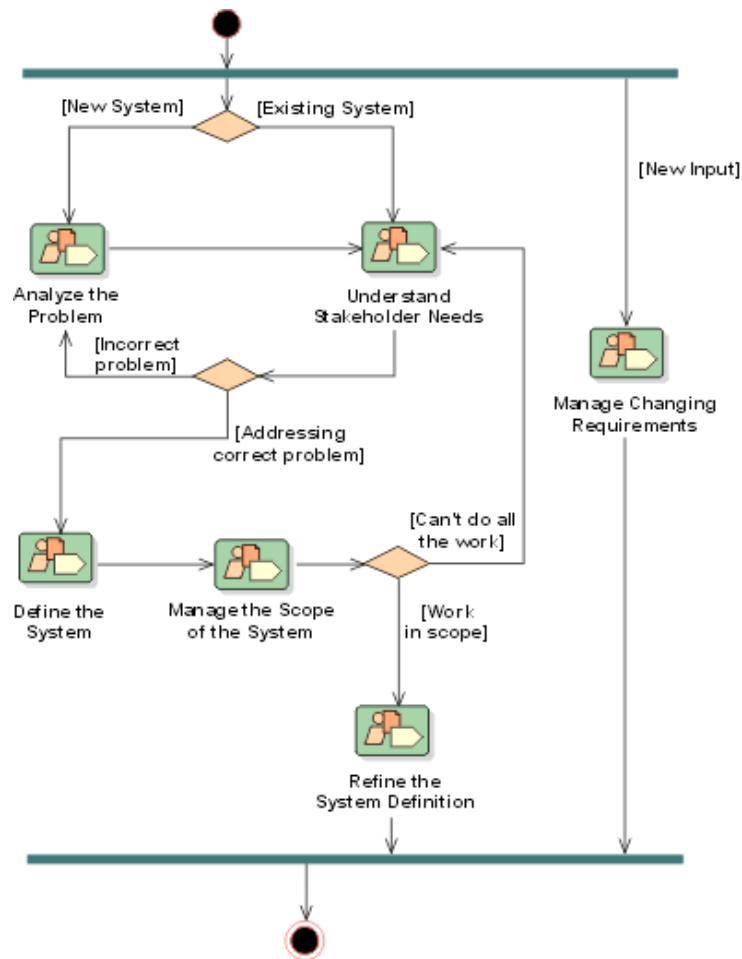 [New System]
[Existing System]
[New Input]
Analyze the
Problem
Understand
Stakeholder Needs
[Incorrect
problem]
Manage Changing
Requirements
[Addressing
correct problem]
[Can't do all
the work]
Define the
System
Manage the Scope
of the System
[Work
in scope]
Refine the
System Definition